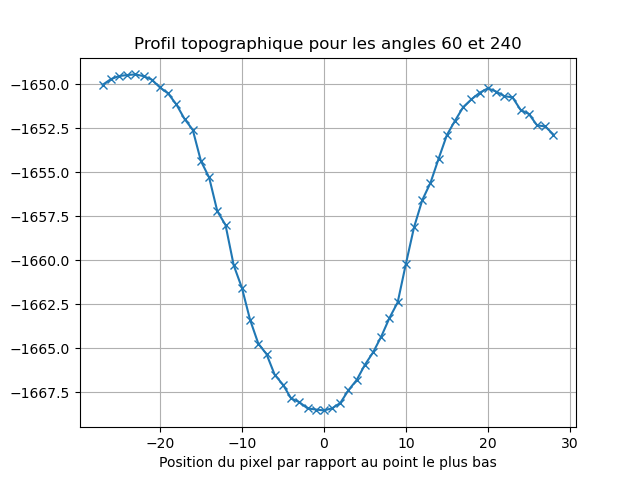 Profil topographique pour les angles 60 et 240
−1650.0
−1652.5
−1655.0
−1657.5
−1660.0
−1662.5
−1665.0
−1667.5
−20 −10 0 10 20 30
Position du pixel par rapport au point le plus bas